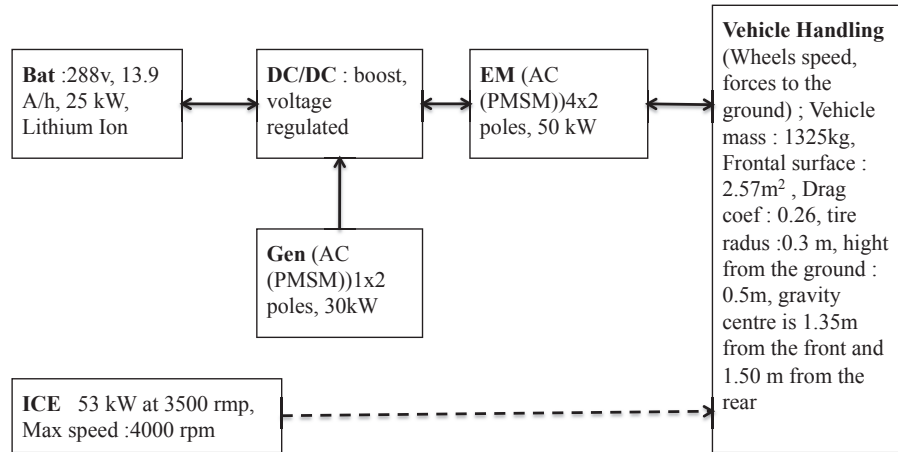 Bat :288v, 13.9
A/h, 25 kW,
Lithium Ion
DC/DC : boost,
voltage
regulated
EM (AC
(PMSM))4x2
poles, 50 kW
Vehicle Handling
(Wheels speed,
forces to the
ground) ; Vehicle
mass : 1325kg,
Frontal surface :
2.57m² , Drag
coef : 0.26, tire
radus :0.3 m, hight
from the ground :
0.5m, gravity
centre is 1.35m
from the front and
1.50 m from the
rear
Gen (AC
(PMSM))1x2
poles, 30kW
ICE   53 kW at 3500 rmp,
Max speed :4000 rpm